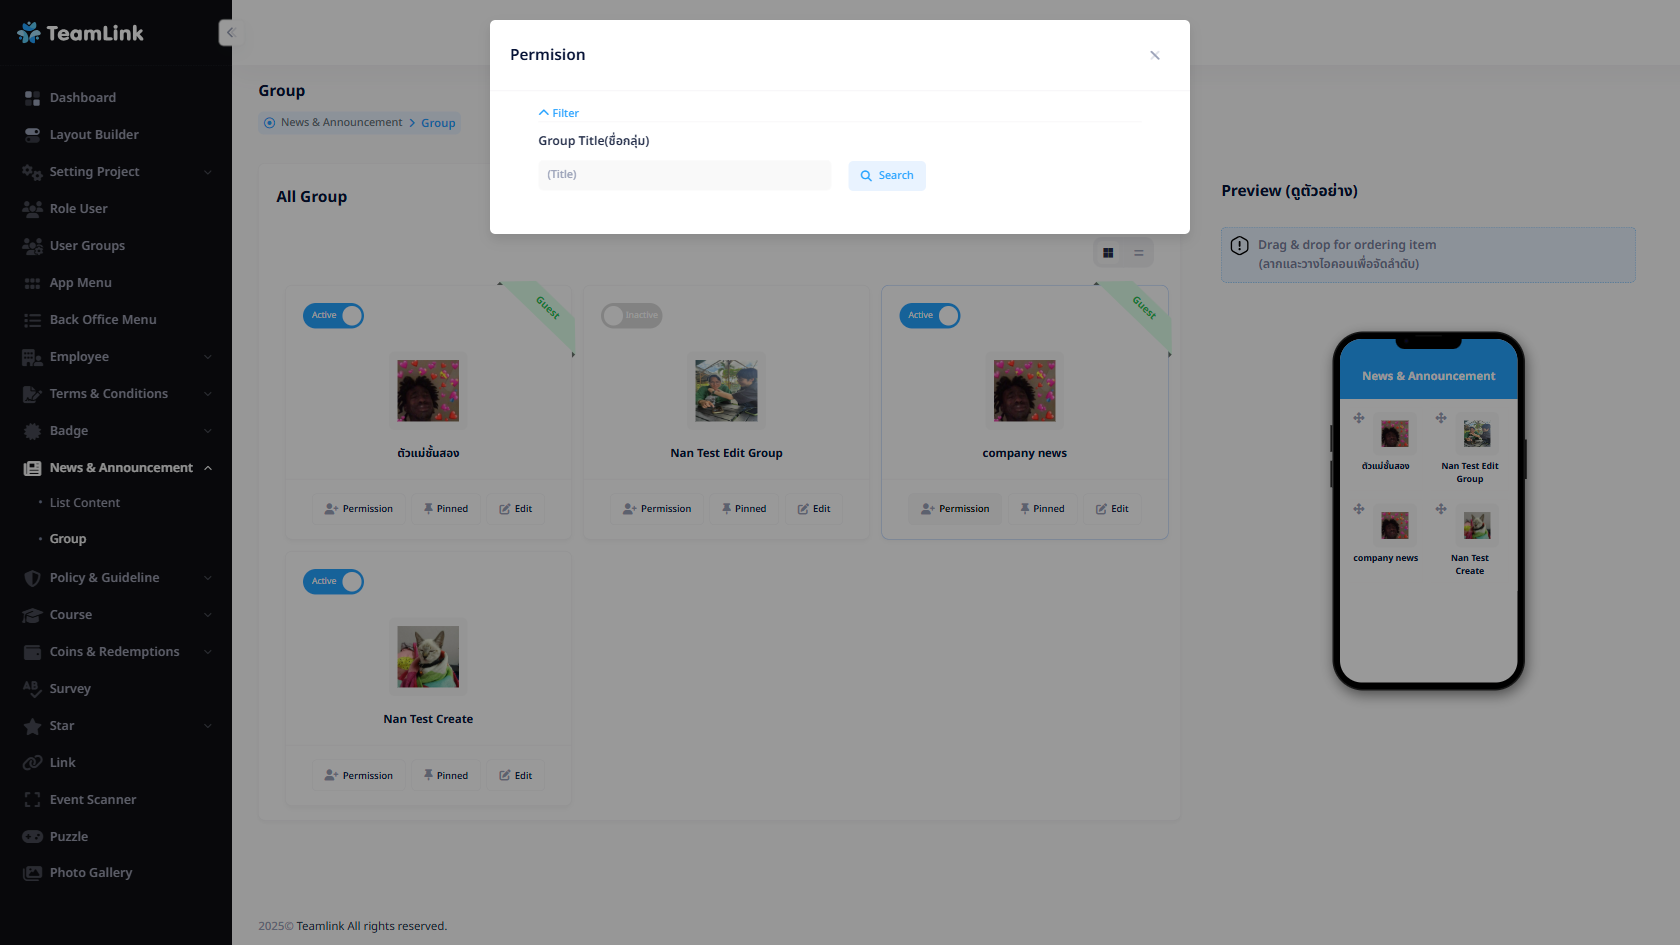 TeamLink
Dashboard
Layout Builder
Setting Project
Role User
User Groups
App Menu
Back Office Menu
Employee
Terms & Conditions
Badge
News & Announcement
List Content
Group
Policy & Guideline
Course
Coins & Redemptions
Survey
Star
Link
Event Scanner
Puzzle
Photo Gallery
Group
News & Announcement > Group
Permision
Filter
Group Title(ชื่อกลุ่ม)
(Title)
Search
All Group
Active
Guest
ตัวแม่ชั้นสอง
Permission
Pinned
Edit
Inactive
Nan Test Edit Group
Permission
Pinned
Edit
Active
Guest
company news
Permission
Pinned
Edit
Active
Nan Test Create
Permission
Pinned
Edit
Preview (ดูตัวอย่าง)
Drag & drop for ordering item
(ลากและวางไอคอนเพื่อจัดลำดับ)
News & Announcement
ตัวแม่ชั้นสอง
Nan Test Edit
Group
company news
Nan Test
Create
2025© Teamlink All rights reserved.